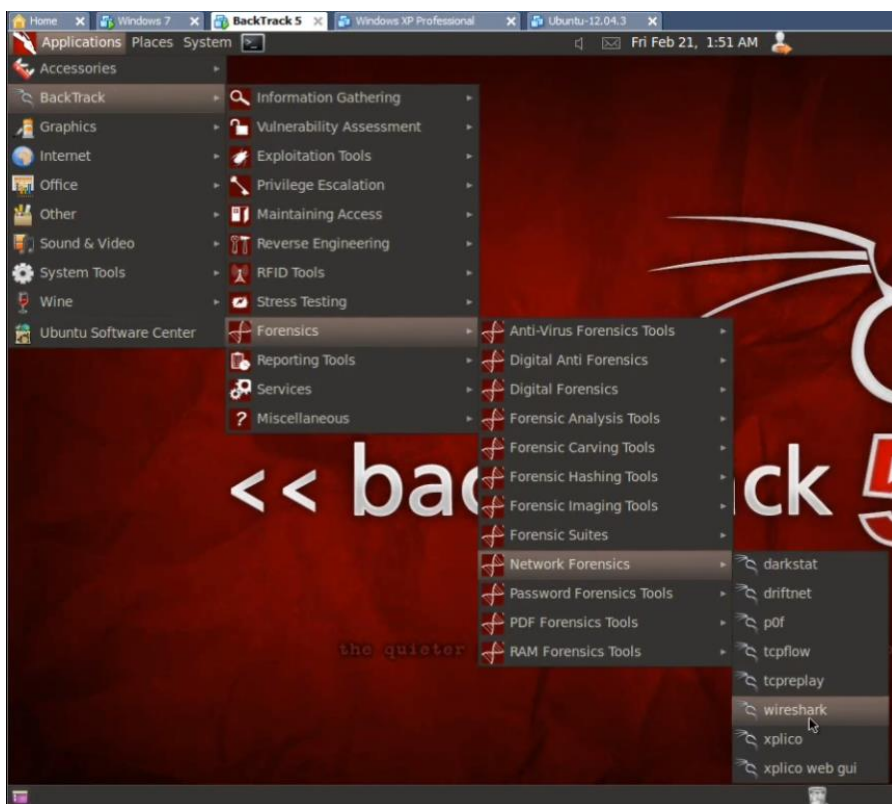 Home Windows 7 BackTrack 5 Windows XP Professional Ubuntu-12.04.3
Applications Places System Fri Feb 21, 1:51 AM
Accessories
BackTrack
Graphics
Internet
Office
Other
Sound & Video
System Tools
Wine
Ubuntu Software Center
Information Gathering
Vulnerability Assessment
Exploitation Tools
Privilege Escalation
Maintaining Access
Reverse Engineering
RFID Tools
Stress Testing
Forensics
Reporting Tools
Services
Miscellaneous
Anti-Virus Forensics Tools
Digital Anti Forensics
Digital Forensics
Forensic Analysis Tools
Forensic Carving Tools
Forensic Hashing Tools
Forensic Imaging Tools
Forensic Suites
Network Forensics
Password Forensics Tools
PDF Forensics Tools
RAM Forensics Tools
darkstat
driftnet
p0f
tcpflow
tcpreplay
wireshark
xplico
xplico web gui
<< ba ck 5
the quieter